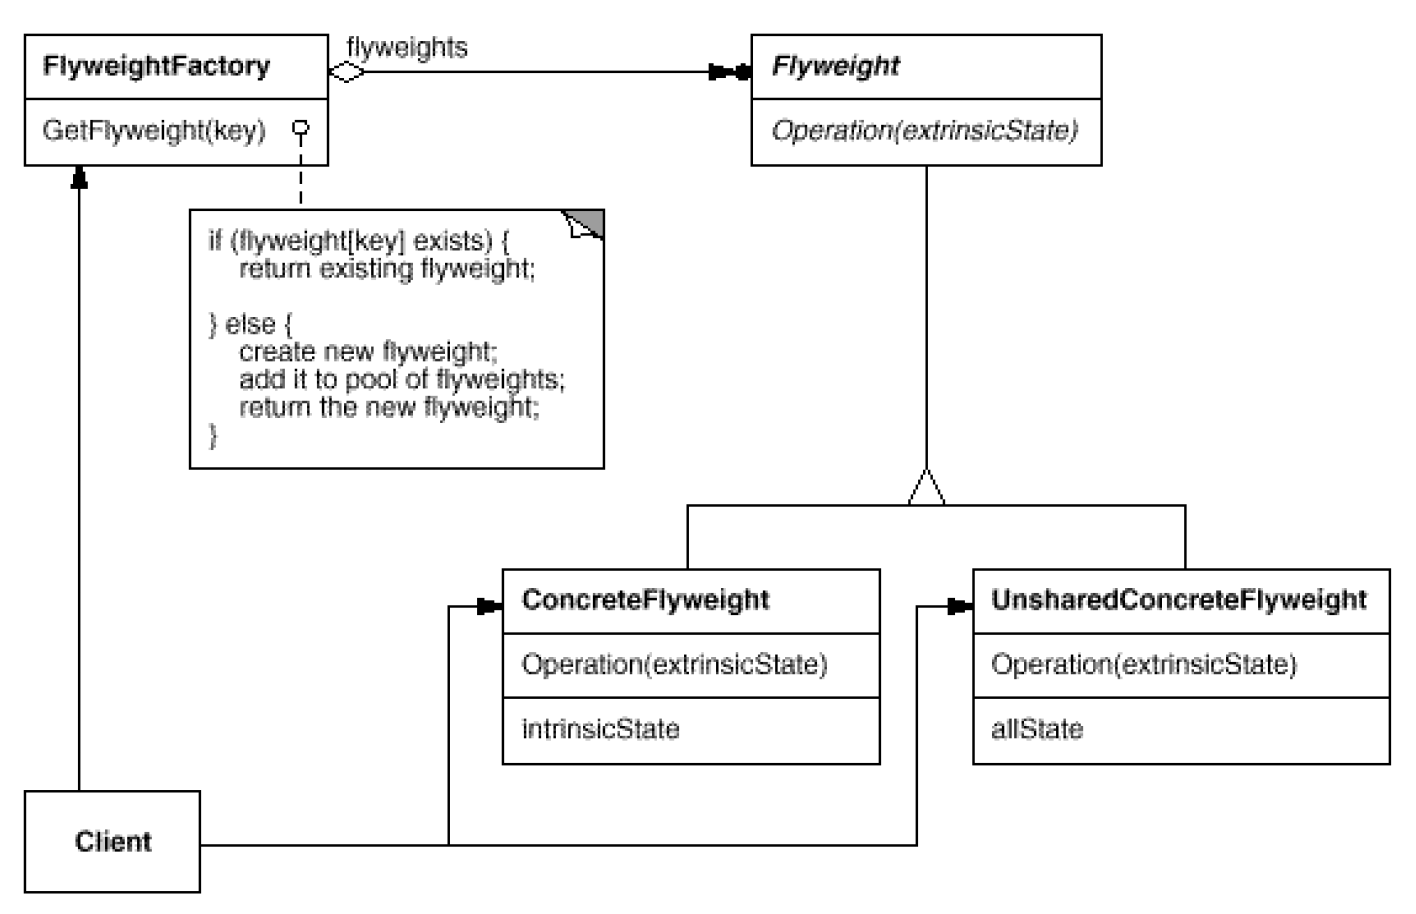 flyweights
FlyweightFactory
GetFlyweight(key)
Flyweight
Operation(extrinsicState)
if (flyweight[key] exists) {
return existing flyweight;
} else {
create new flyweight;
add it to pool of flyweights;
return the new flyweight;
}
ConcreteFlyweight
Operation(extrinsicState)
intrinsicState
UnsharedConcreteFlyweight
Operation(extrinsicState)
allState
Client